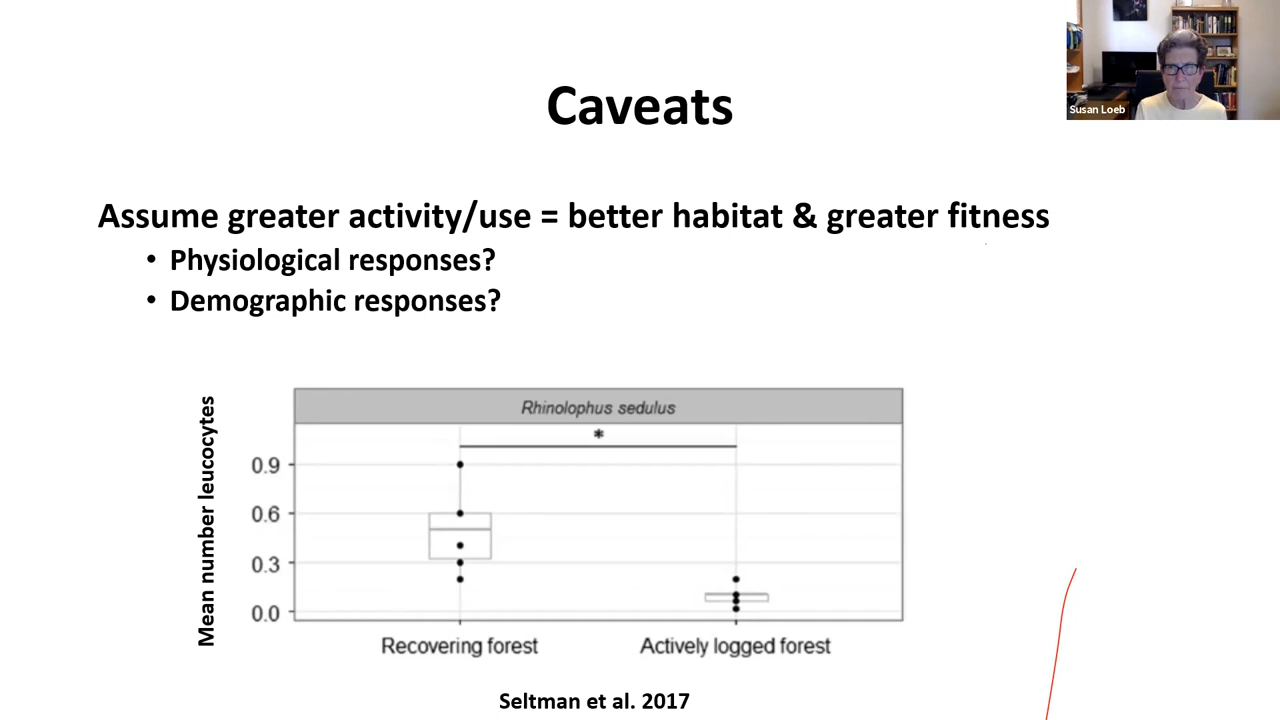 Susan Loeb
Caveats
Assume greater activity/use = better habitat & greater fitness
• Physiological responses?
• Demographic responses?
Mean number leucocytes
Rhinolophus sedulus
*
0.9
0.6
0.3
0.0
Recovering forest
Actively logged forest
Seltman et al. 2017